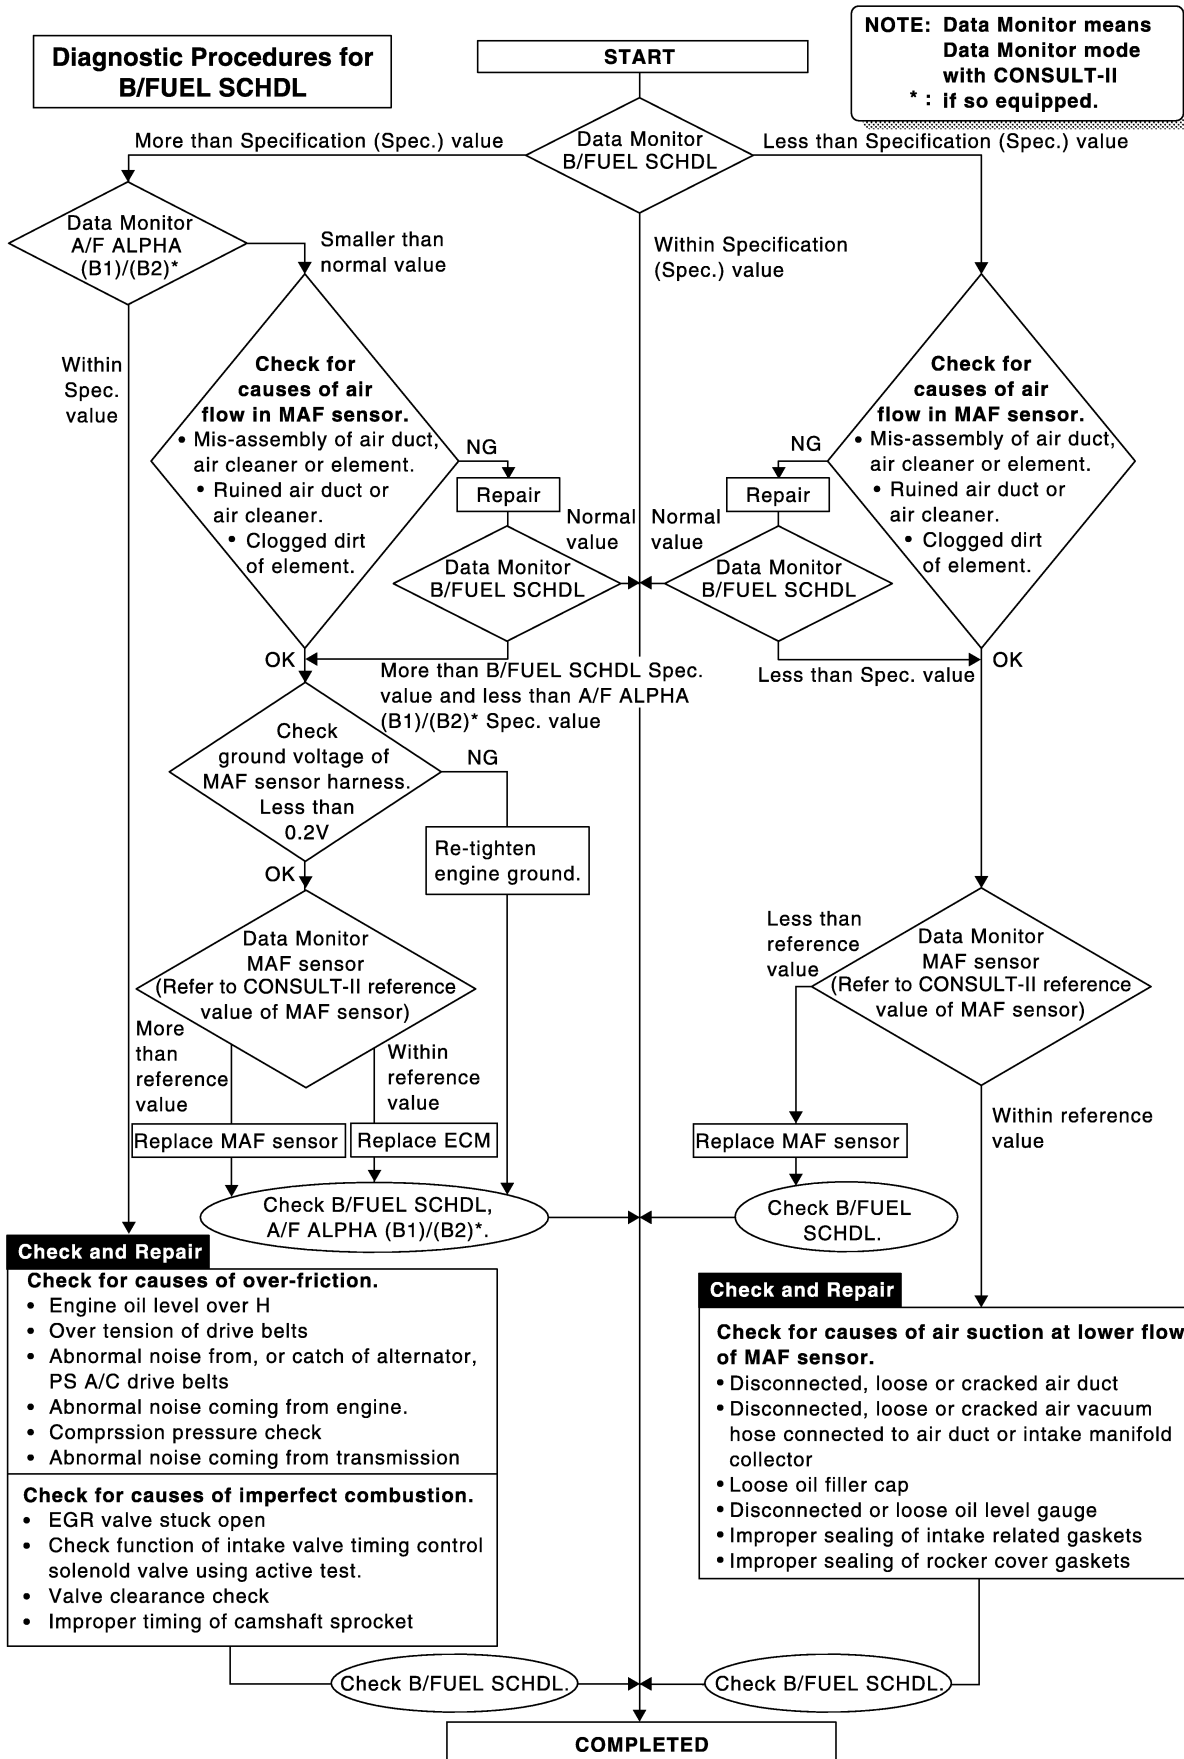 Diagnostic Procedures for
B/FUEL SCHDL
START
NOTE: Data Monitor means
Data Monitor mode
with CONSULT-II
* : if so equipped.
More than Specification (Spec.) value
Data Monitor
B/FUEL SCHDL
Less than Specification (Spec.) value
Data Monitor
A/F ALPHA
(B1)/(B2)*
Smaller than
normal value
Within Specification
(Spec.) value
Within
Spec.
value
Check for
causes of air
flow in MAF sensor.
• Mis-assembly of air duct,
air cleaner or element.
• Ruined air duct or
air cleaner.
• Clogged dirt
of element.
NG
Repair
Normal
value
Data Monitor
B/FUEL SCHDL
NG
Repair
Normal
value
Data Monitor
B/FUEL SCHDL
Check for
causes of air
flow in MAF sensor.
• Mis-assembly of air duct,
air cleaner or element.
• Ruined air duct or
air cleaner.
• Clogged dirt
of element.
OK
More than B/FUEL SCHDL Spec.
value and less than A/F ALPHA
(B1)/(B2)* Spec. value
Less than Spec. value
OK
Check
ground voltage of
MAF sensor harness.
Less than
0.2V
NG
Re-tighten
engine ground.
OK
Data Monitor
MAF sensor
(Refer to CONSULT-II reference
value of MAF sensor)
Less than
reference
value
Data Monitor
MAF sensor
(Refer to CONSULT-II reference
value of MAF sensor)
More
than
reference
value
Within
reference
value
Within reference
value
Replace MAF sensor
Replace ECM
Replace MAF sensor
Check B/FUEL SCHDL,
A/F ALPHA (B1)/(B2)*.
Check B/FUEL
SCHDL.
Check and Repair
Check for causes of over-friction.
• Engine oil level over H
• Over tension of drive belts
• Abnormal noise from, or catch of alternator,
PS A/C drive belts
• Abnormal noise coming from engine.
• Comprssion pressure check
• Abnormal noise coming from transmission
Check for causes of imperfect combustion.
• EGR valve stuck open
• Check function of intake valve timing control
solenold valve using active test.
• Valve clearance check
• Improper timing of camshaft sprocket
Check and Repair
Check for causes of air suction at lower flow
of MAF sensor.
• Disconnected, loose or cracked air duct
• Disconnected, loose or cracked air vacuum
hose connected to air duct or intake manifold
collector
• Loose oil filler cap
• Disconnected or loose oil level gauge
• Improper sealing of intake related gaskets
• Improper sealing of rocker cover gaskets
Check B/FUEL SCHDL.
Check B/FUEL SCHDL.
COMPLETED